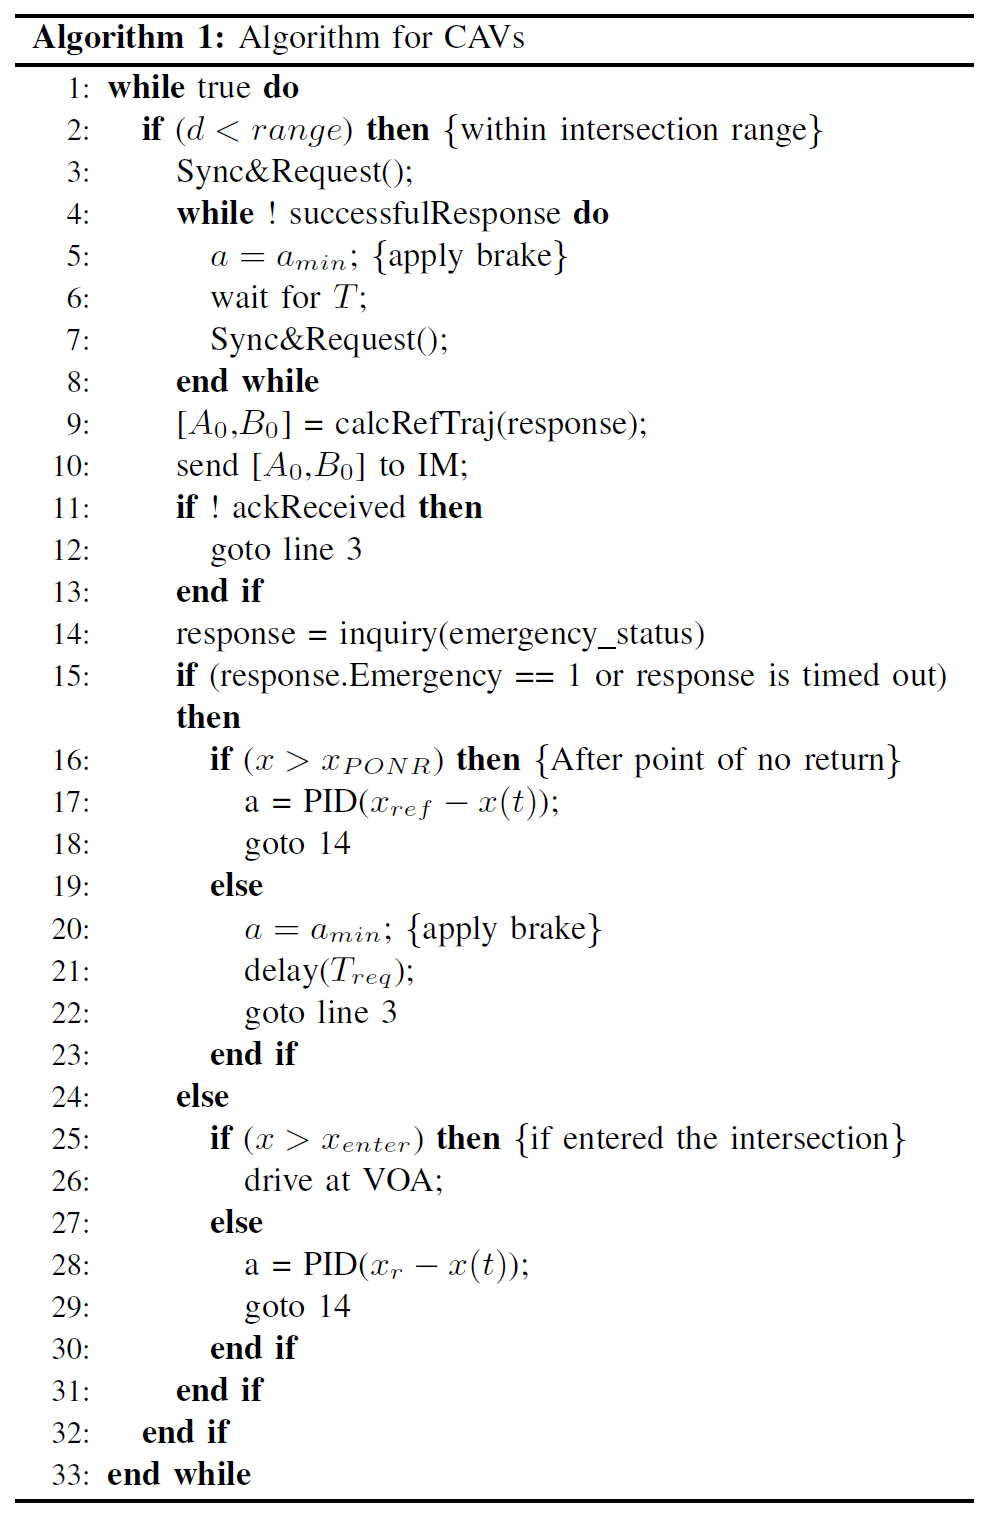 Algorithm 1: Algorithm for CAVs
1: while true do
2: if (d < range) then {within intersection range}
3: Sync&Request();
4: while ! successfulResponse do
5: a = a_min; {apply brake}
6: wait for T;
7: Sync&Request();
8: end while
9: [A_0,B_0] = calcRefTraj(response);
10: send [A_0,B_0] to IM;
11: if ! ackReceived then
12: goto line 3
13: end if
14: response = inquiry(emergency_status)
15: if (response.Emergency == 1 or response is timed out)
then
16: if (x > x_PONR) then {After point of no return}
17: a = PID(x_ref − x(t));
18: goto 14
19: else
20: a = a_min; {apply brake}
21: delay(T_req);
22: goto line 3
23: end if
24: else
25: if (x > x_enter) then {if entered the intersection}
26: drive at VOA;
27: else
28: a = PID(x_r − x(t));
29: goto 14
30: end if
31: end if
32: end if
33: end while